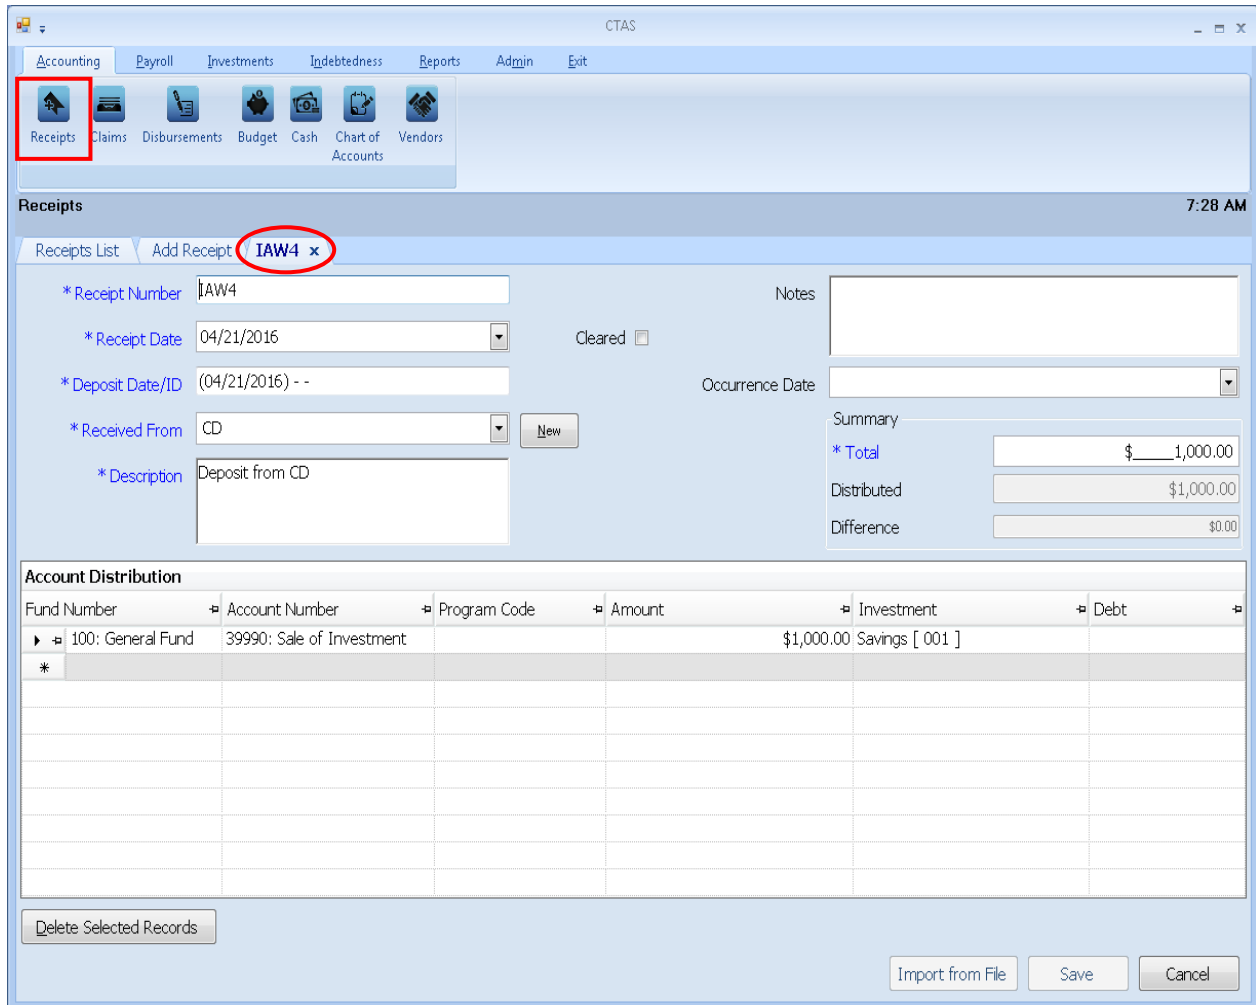 CTAS
Accounting Payroll Investments Indebtedness Reports Admin Exit
Receipts Claims Disbursements Budget Cash Chart of Accounts Vendors
Receipts 7:28 AM
Receipts List Add Receipt IAW4 x
* Receipt Number IAW4 Notes
* Receipt Date 04/21/2016 Cleared
* Deposit Date/ID (04/21/2016) - - Occurrence Date
* Received From CD New Summary
* Total $_____1,000.00
* Description Deposit from CD
Distributed $1,000.00
Difference $0.00
Account Distribution
Fund Number Account Number Program Code Amount Investment Debt
100: General Fund 39990: Sale of Investment $1,000.00 Savings [ 001 ]
*
Delete Selected Records
Import from File Save Cancel